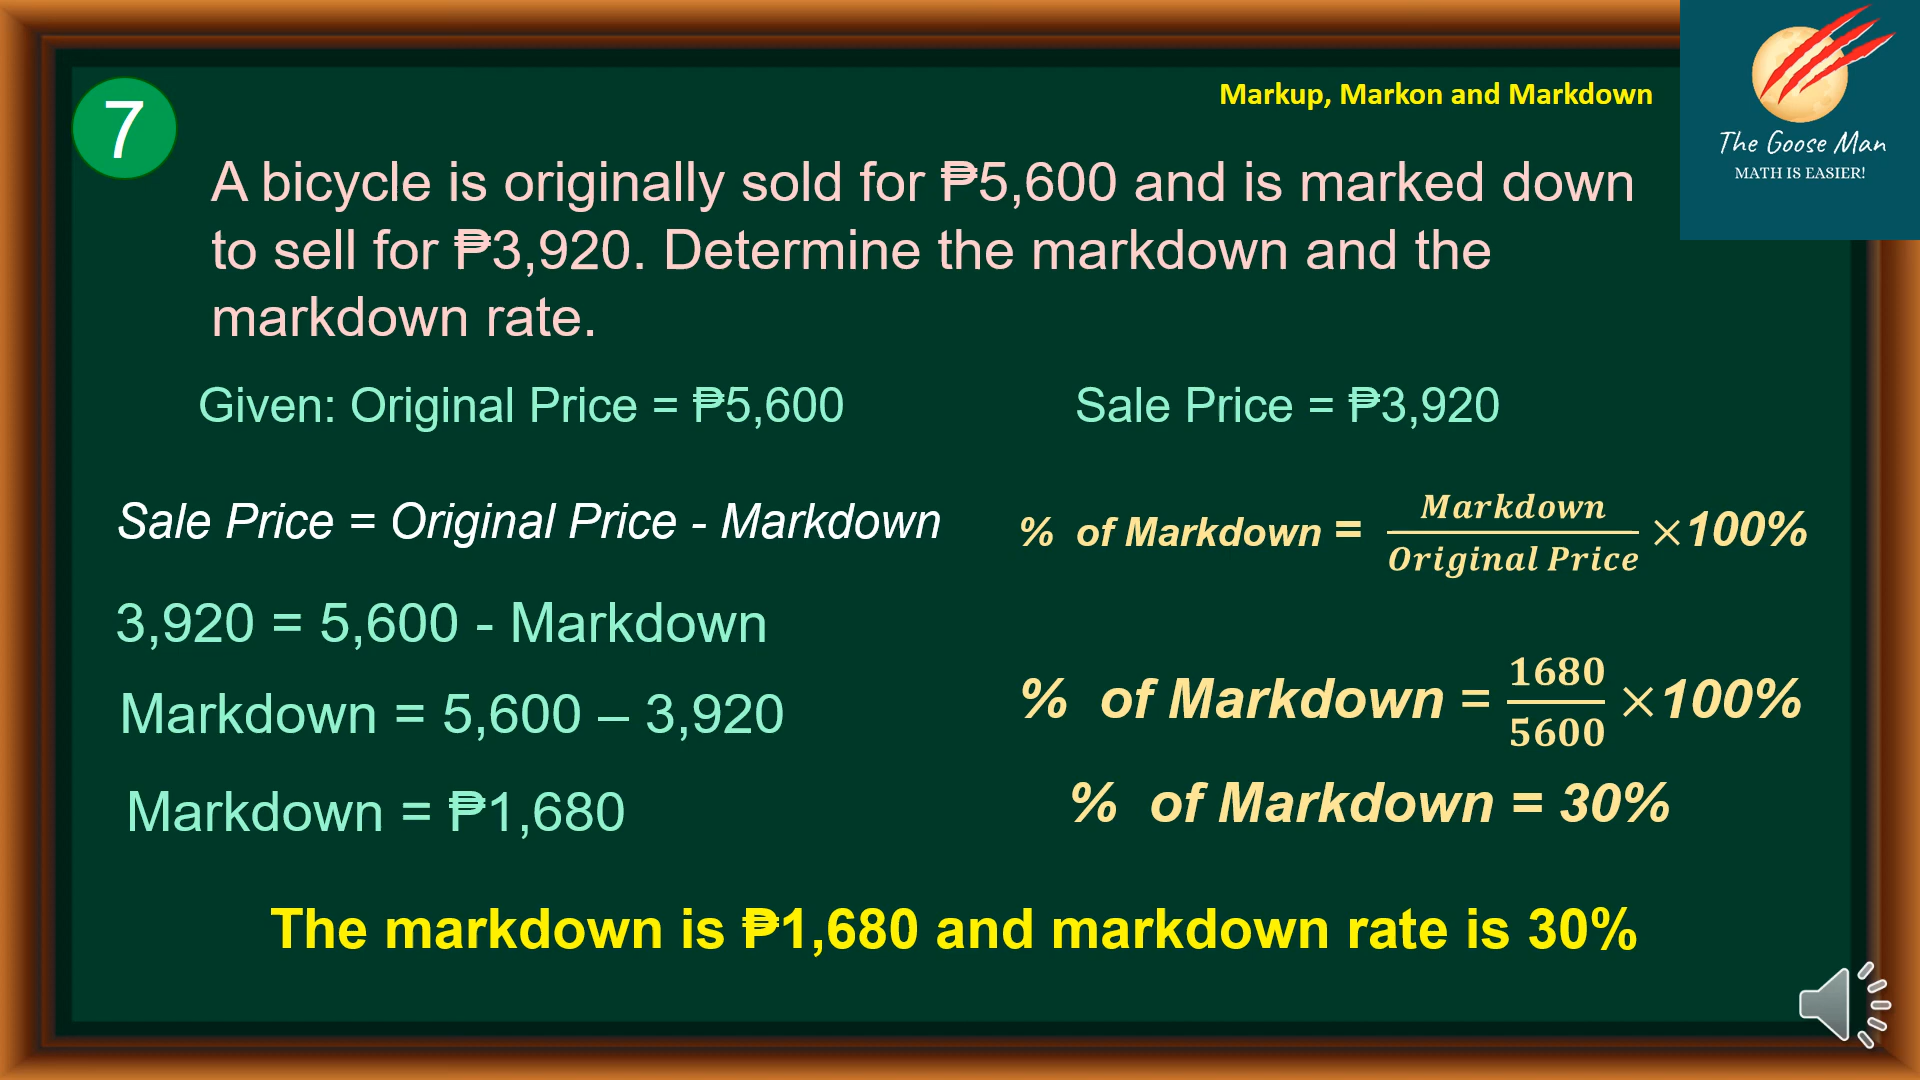 7
Markup, Markon and Markdown
The Goose Man
MATH IS EASIER!
A bicycle is originally sold for ₱5,600 and is marked down
to sell for ₱3,920. Determine the markdown and the
markdown rate.
Given: Original Price = ₱5,600
Sale Price = ₱3,920
Sale Price = Original Price - Markdown
3,920 = 5,600 - Markdown
Markdown = 5,600 – 3,920
Markdown = ₱1,680
% of Markdown = Markdown / Original Price ×100%
% of Markdown = 1680 / 5600 ×100%
% of Markdown = 30%
The markdown is ₱1,680 and markdown rate is 30%